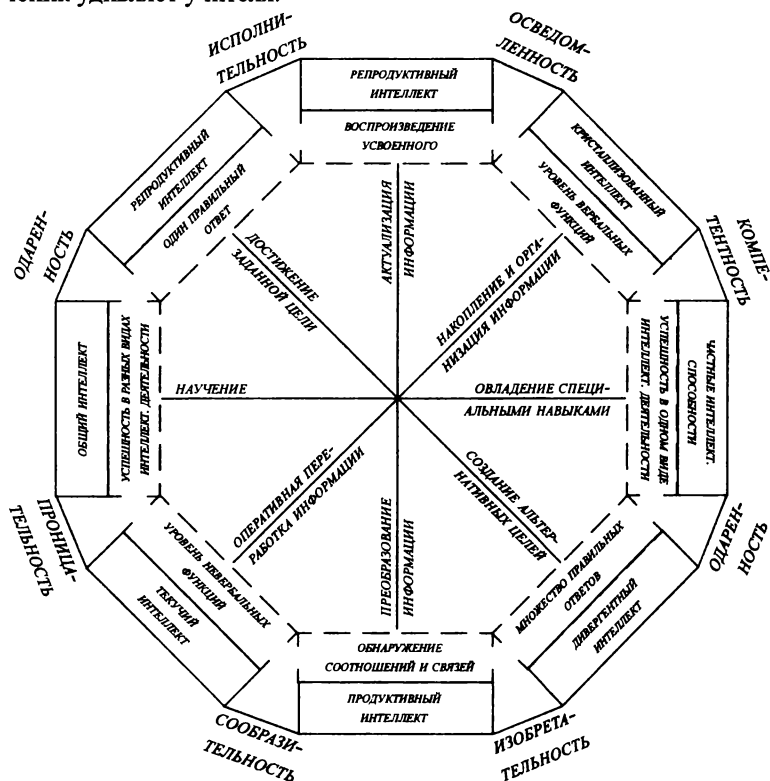 удивляют учителя.
ИСПОЛНИ-
ТЕЛЬНОСТЬ
ОСВЕДОМ-
ЛЕННОСТЬ
РЕПРОДУКТИВНЫЙ
ИНТЕЛЛЕКТ
ВОСПРОИЗВЕДЕНИЕ
УСВОЕННОГО
РЕПРОДУКТИВНЫЙ
ИНТЕЛЛЕКТ
ОДИН ПРАВИЛЬНЫЙ
ОТВЕТ
КРИСТАЛЛИЗОВАННЫЙ
ИНТЕЛЛЕКТ
УРОВЕНЬ ВЕРБАЛЬНЫХ
ФУНКЦИЙ
ОДАРЕН-
НОСТЬ
КОМПЕ-
ТЕНТНОСТЬ
ДОСТИЖЕНИЕ
ЗАДАННОЙ ЦЕЛИ
АКТУАЛИЗАЦИЯ
ИНФОРМАЦИИ
НАКОПЛЕНИЕ И ОРГА-
НИЗАЦИЯ ИНФОРМАЦИИ
ОБЩИЙ ИНТЕЛЛЕКТ
УСПЕШНОСТЬ В РАЗНЫХ ВИДАХ
ИНТЕЛЛЕКТ. ДЕЯТЕЛЬНОСТИ
НАУЧЕНИЕ
ОВЛАДЕНИЕ СПЕЦИ-
АЛЬНЫМИ НАВЫКАМИ
УСПЕШНОСТЬ В ОДНОМ ВИДЕ
ИНТЕЛЛЕКТ. ДЕЯТЕЛЬНОСТИ
ЧАСТНЫЕ ИНТЕЛЛЕКТ.
СПОСОБНОСТИ
ОПЕРАТИВНАЯ ПЕРЕ-
РАБОТКА ИНФОРМАЦИИ
ПРЕОБРАЗОВАНИЕ
ИНФОРМАЦИИ
СОЗДАНИЕ АЛЬТЕР-
НАТИВНЫХ ЦЕЛЕЙ
ПРОНИЦА-
ТЕЛЬНОСТЬ
ОДАРЕН-
НОСТЬ
УРОВЕНЬ НЕВЕРБАЛЬНЫХ
ФУНКЦИЙ
ТЕКУЧИЙ
ИНТЕЛЛЕКТ
МНОЖЕСТВО ПРАВИЛЬНЫХ
ОТВЕТОВ
ДИВЕРГЕНТНЫЙ
ИНТЕЛЛЕКТ
ОБНАРУЖЕНИЕ
СООТНОШЕНИЙ И СВЯЗЕЙ
ПРОДУКТИВНЫЙ
ИНТЕЛЛЕКТ
СООБРАЗИ-
ТЕЛЬНОСТЬ
ИЗОБРЕТА-
ТЕЛЬНОСТЬ